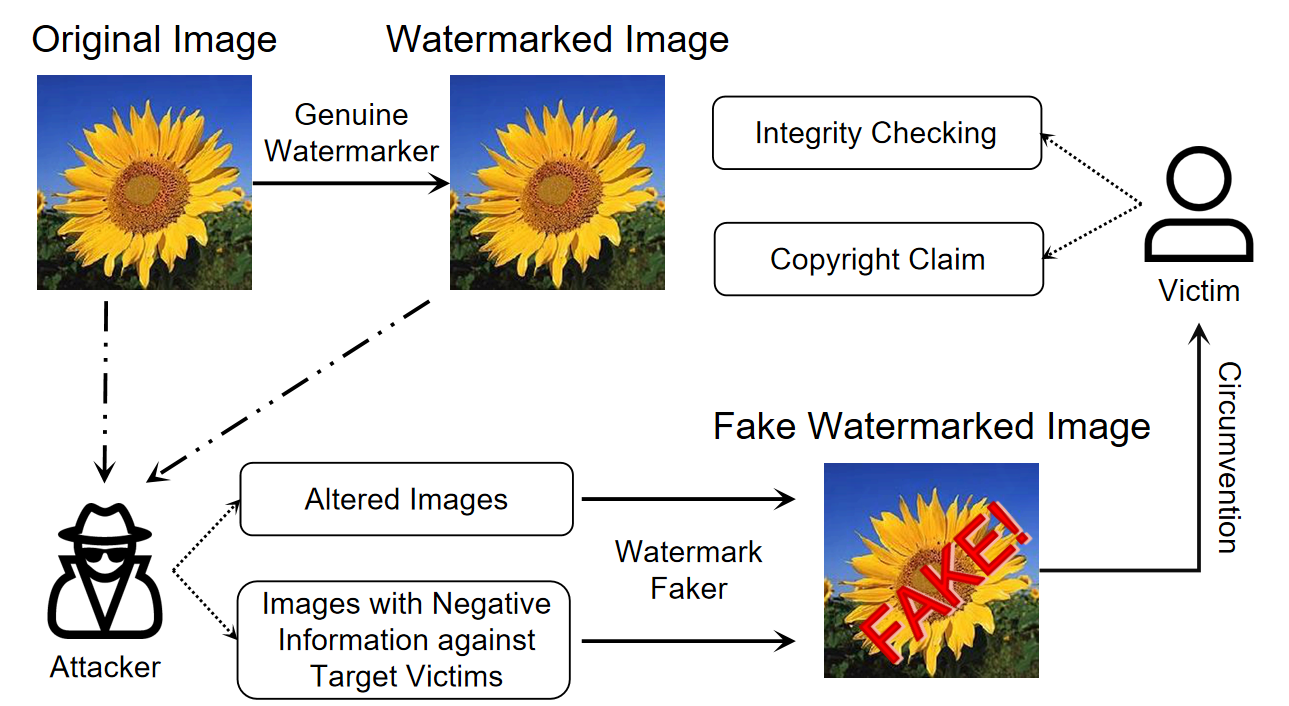 Original Image
Watermarked Image
Genuine
Watermarker
Integrity Checking
Copyright Claim
Victim
Circumvention
Fake Watermarked Image
Altered Images
Watermark
Faker
FAKE!
Images with Negative
Information against
Target Victims
Attacker